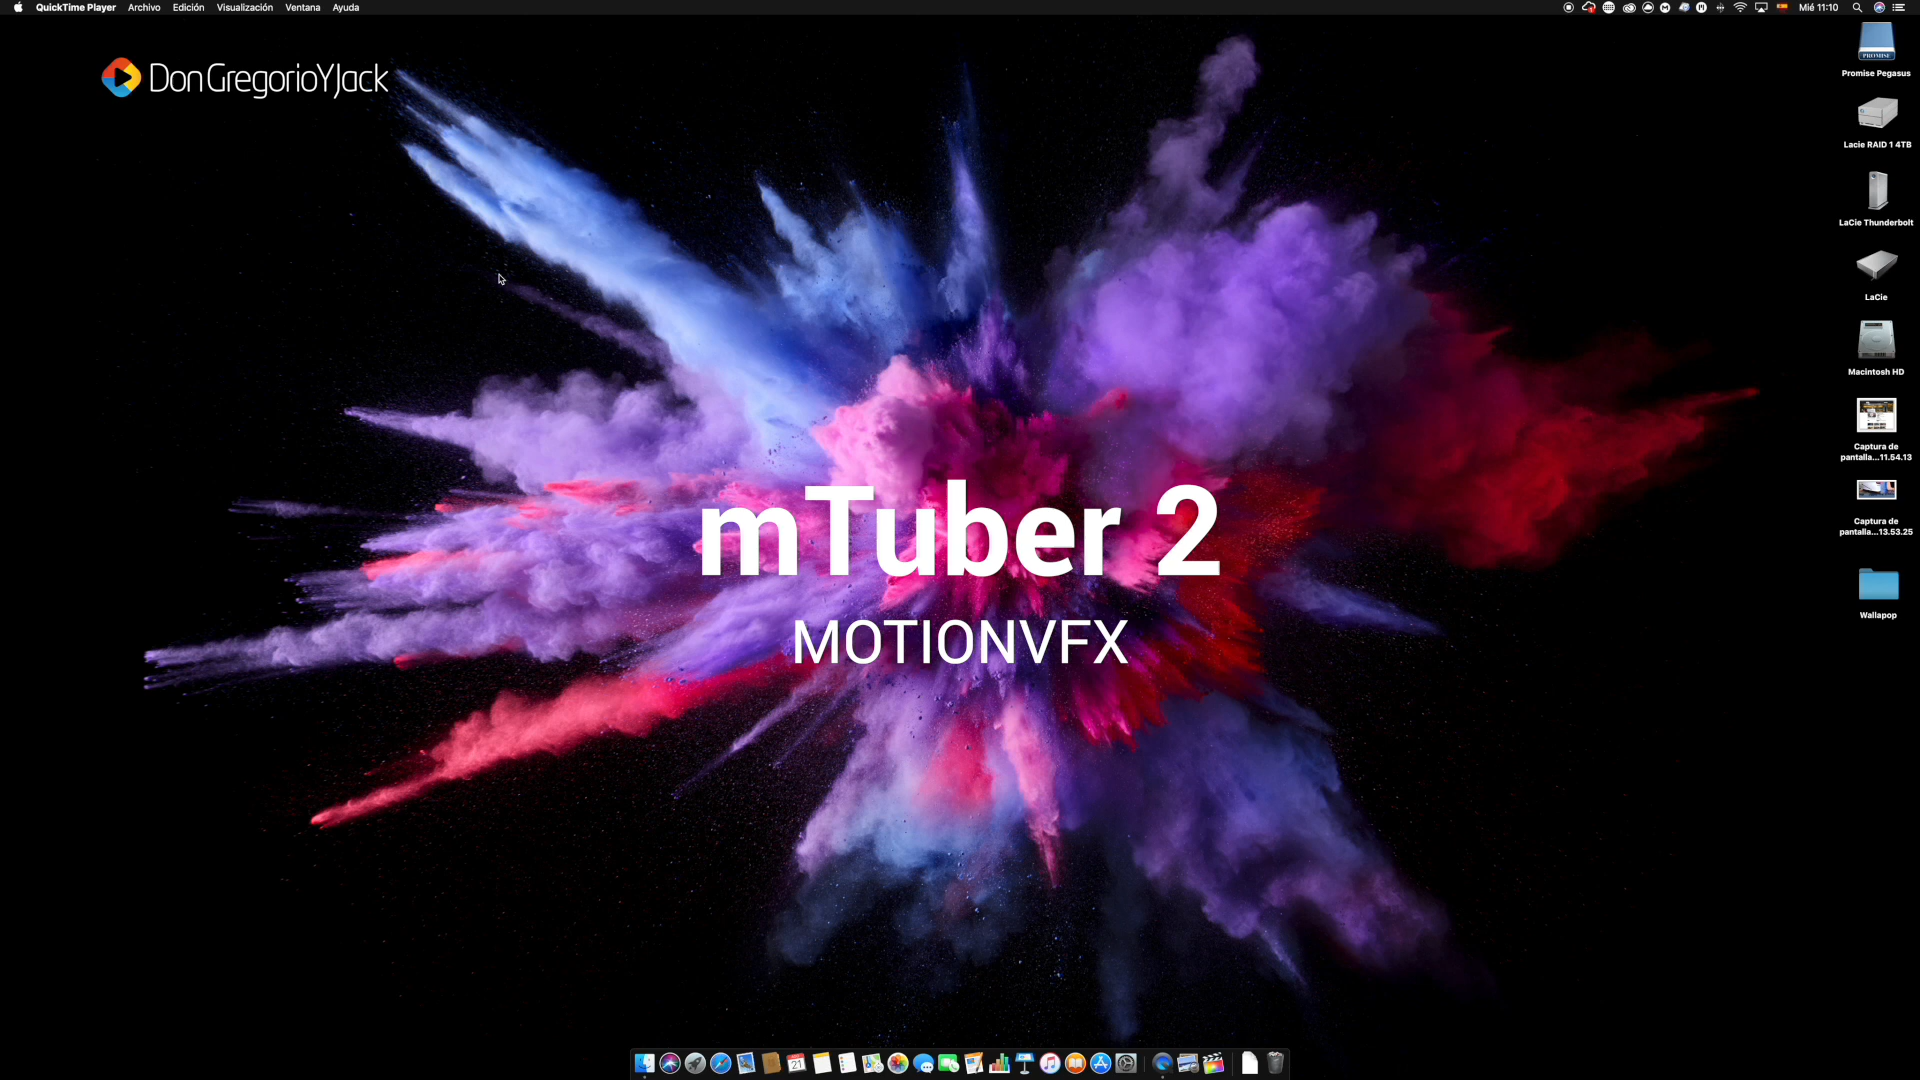 QuickTime Player Archivo Edición Visualización Ventana Ayuda
Mié 11:10
DonGregorioYJack
Promise Pegasus
Lacie RAID 1 4TB
LaCie Thunderbolt
LaCie
Macintosh HD
Captura de
pantalla...11.54.13
Captura de
pantalla...13.53.25
Wallapop
mTuber 2
MOTIONVFX
PROMISE
21